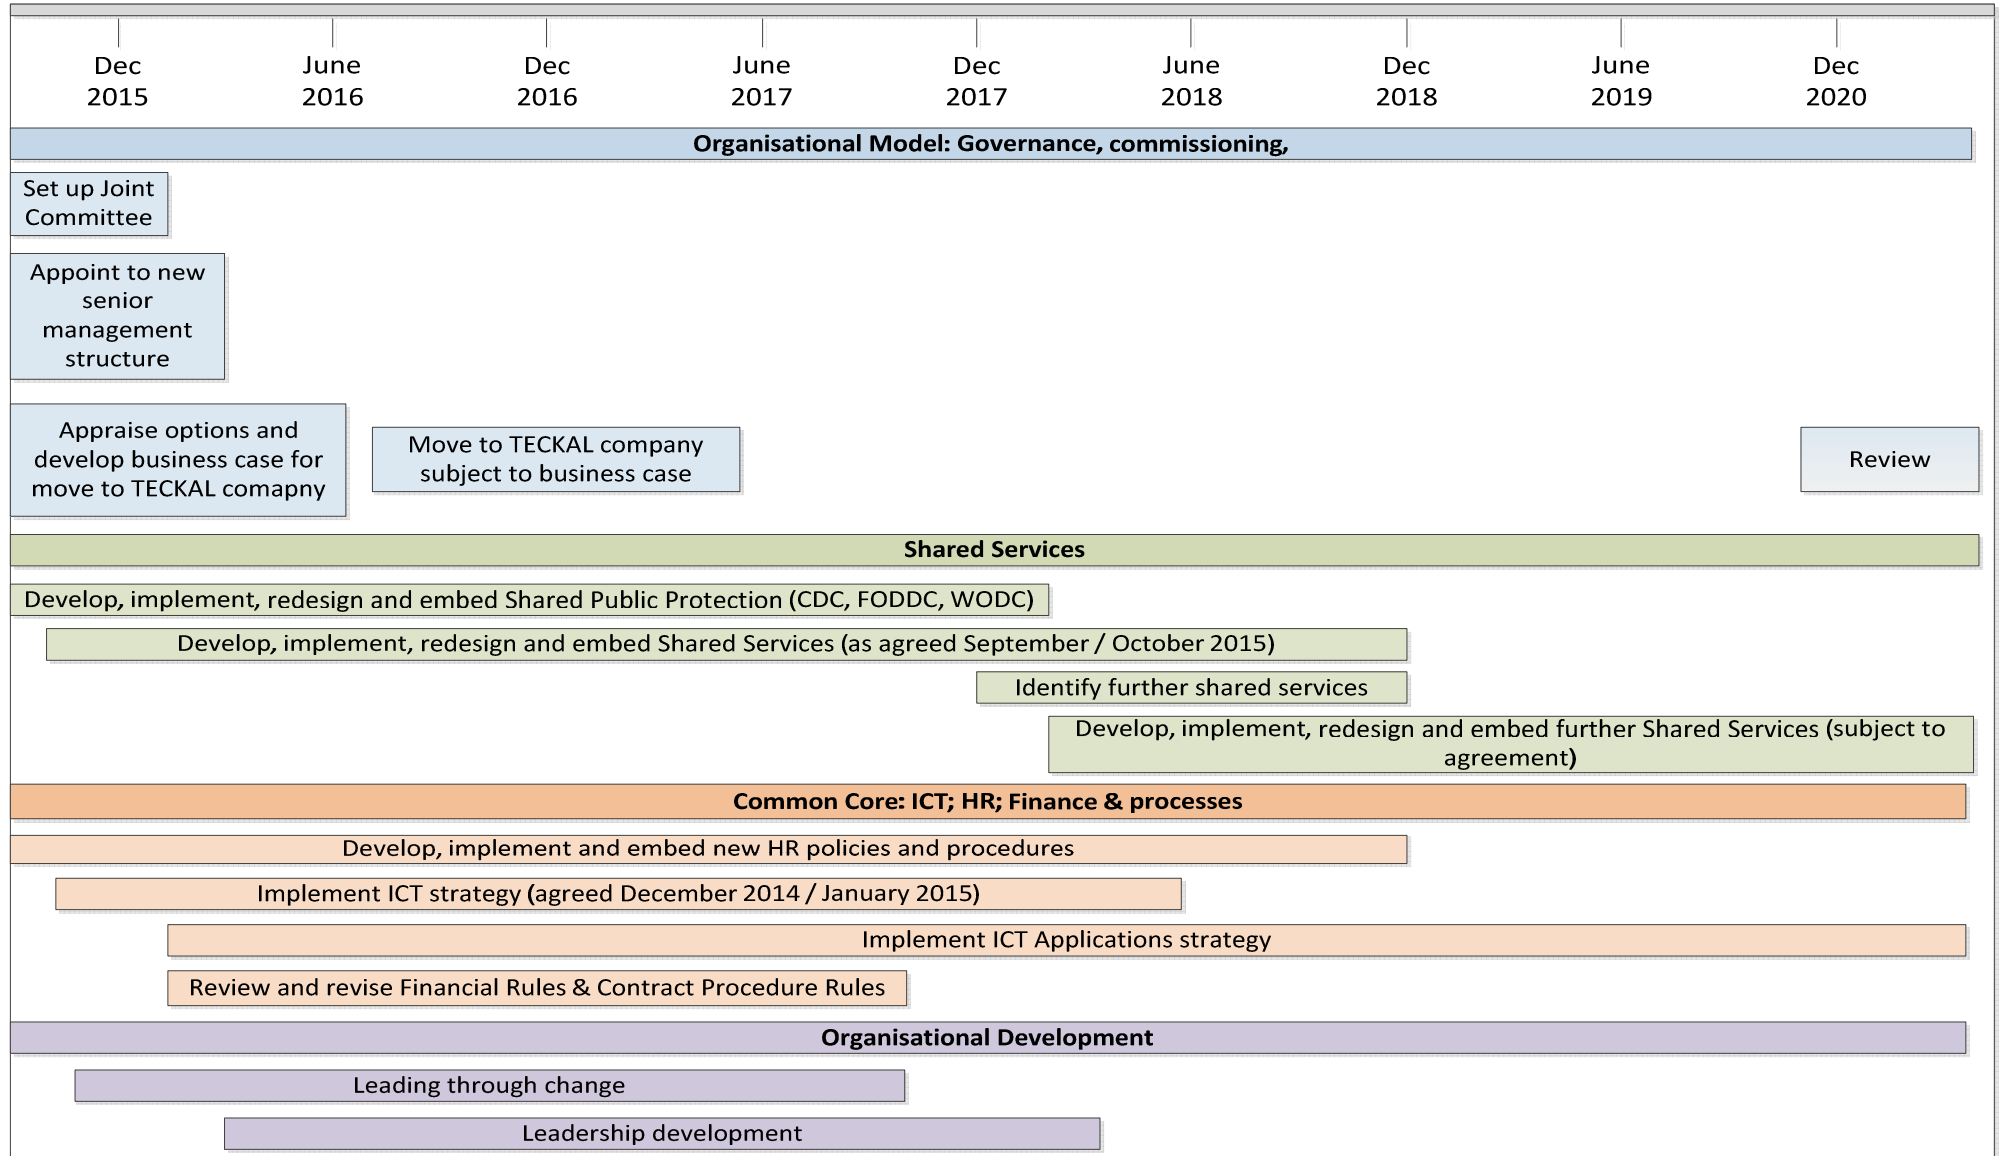 Dec June Dec June Dec June Dec June Dec
2015 2016 2016 2017 2017 2018 2018 2019 2020
Organisational Model: Governance, commissioning,
Set up Joint
Committee
Appoint to new
senior
management
structure
Appraise options and
develop business case for
move to TECKAL comapny
Move to TECKAL company
subject to business case
Review
Shared Services
Develop, implement, redesign and embed Shared Public Protection (CDC, FODDC, WODC)
Develop, implement, redesign and embed Shared Services (as agreed September / October 2015)
Identify further shared services
Develop, implement, redesign and embed further Shared Services (subject to
agreement)
Common Core: ICT; HR; Finance & processes
Develop, implement and embed new HR policies and procedures
Implement ICT strategy (agreed December 2014 / January 2015)
Implement ICT Applications strategy
Review and revise Financial Rules & Contract Procedure Rules
Organisational Development
Leading through change
Leadership development